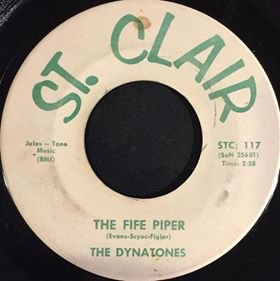 ST. CLAIR
Jules - Tone
Music
(BMI)
STC: 117
(SoN 35601)
Time: 2:58
THE FIFE PIPER
(Evans-Scyoc-Figlar)
THE DYNATONES